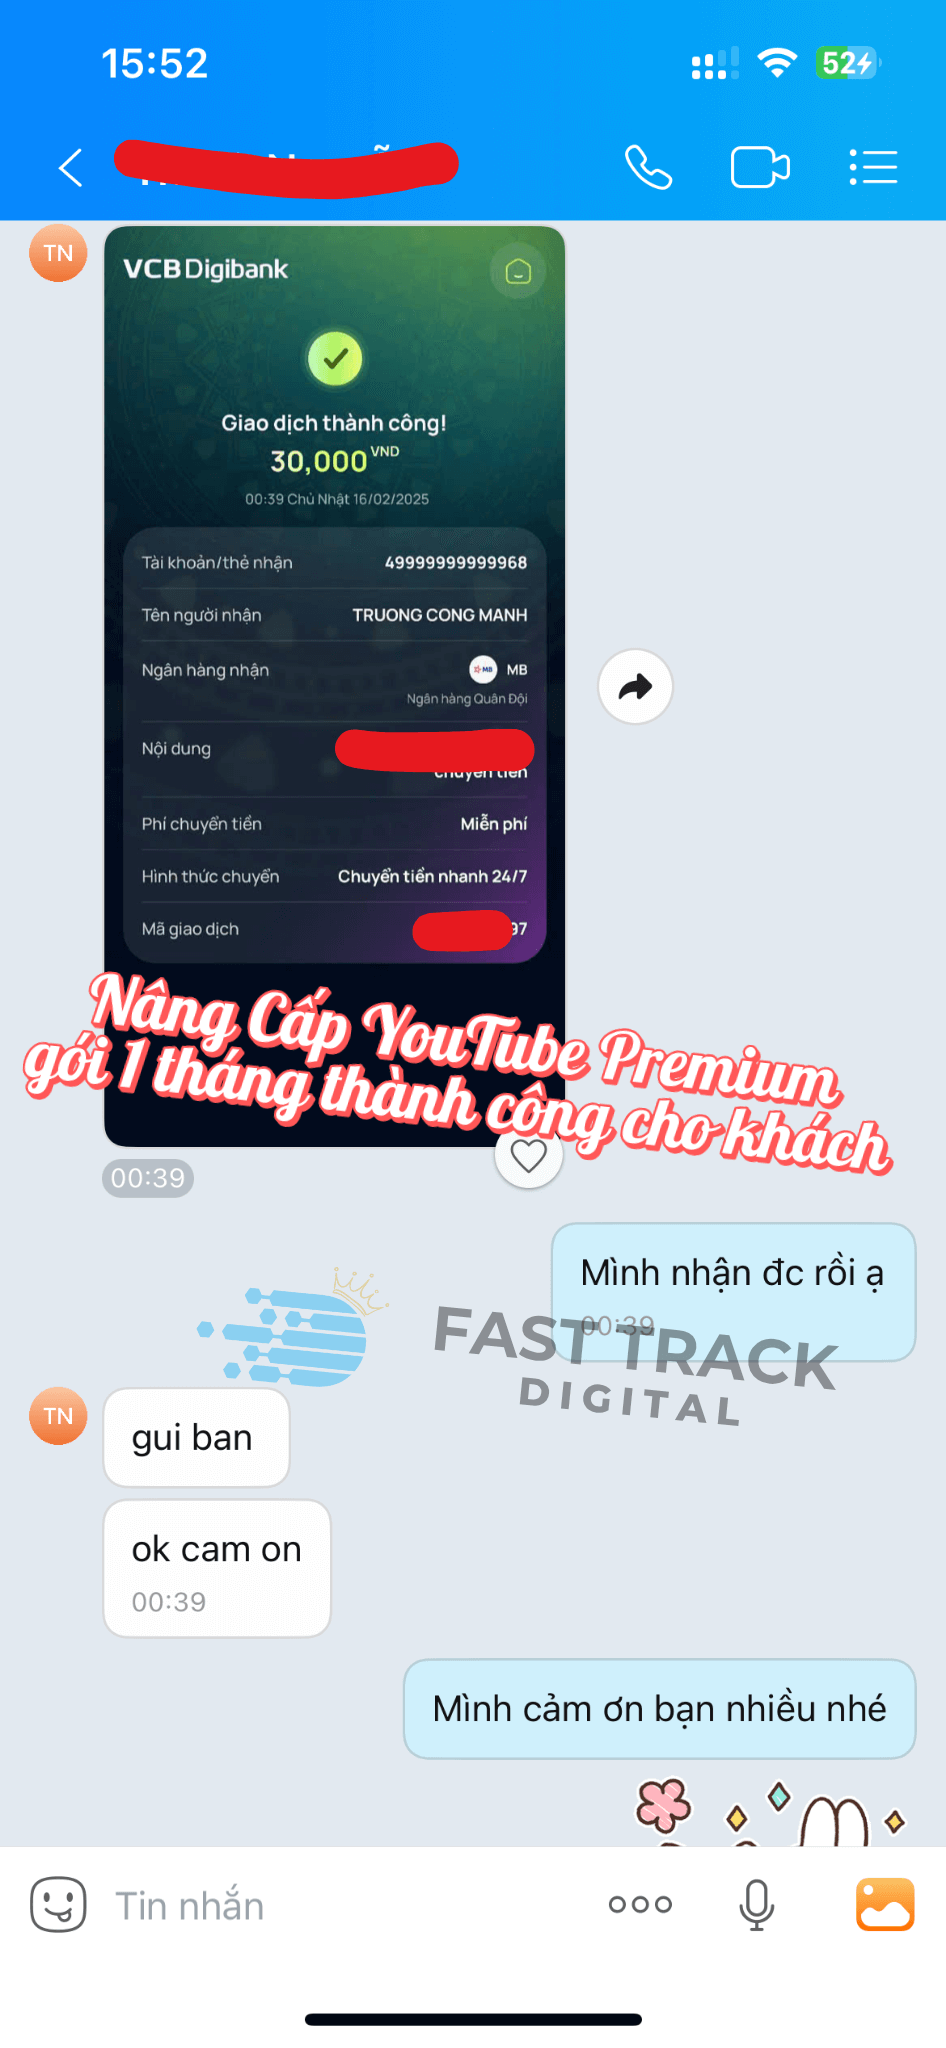 15:52
52
TN
VCB Digibank
Giao dịch thành công!
30,000 VND
00:39 Chủ Nhật 16/02/2025
Tài khoản/thẻ nhận 49999999999968
Tên người nhận TRUONG CONG MANH
Ngân hàng nhận MB MB
Ngân hàng Quân Đội
Nội dung
chuyen tien
Phí chuyển tiền Miễn phí
Hình thức chuyển Chuyển tiền nhanh 24/7
Mã giao dịch 97
Nâng Cấp YouTube Premium
gói 1 tháng thành công cho khách
00:39
Mình nhận đc rồi ạ
00:39
FAST TRACK
DIGITAL
TN
gui ban
ok cam on
00:39
Mình cảm ơn bạn nhiều nhé
Tin nhắn